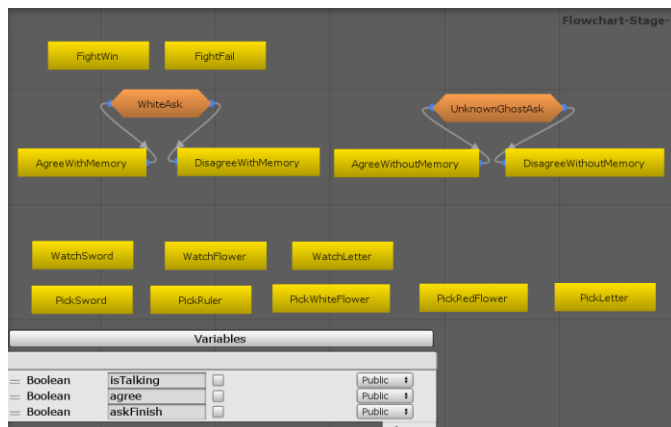 Flowchart-Stage-
FightWin FightFail
WhiteAsk UnknownGhostAsk
AgreeWithMemory DisagreeWithMemory AgreeWithoutMemory DisagreeWithoutMemory
WatchSword WatchFlower WatchLetter
PickSword PickRuler PickWhiteFlower PickRedFlower PickLetter
Variables
= Boolean isTalking Public
= Boolean agree Public
= Boolean askFinish Public